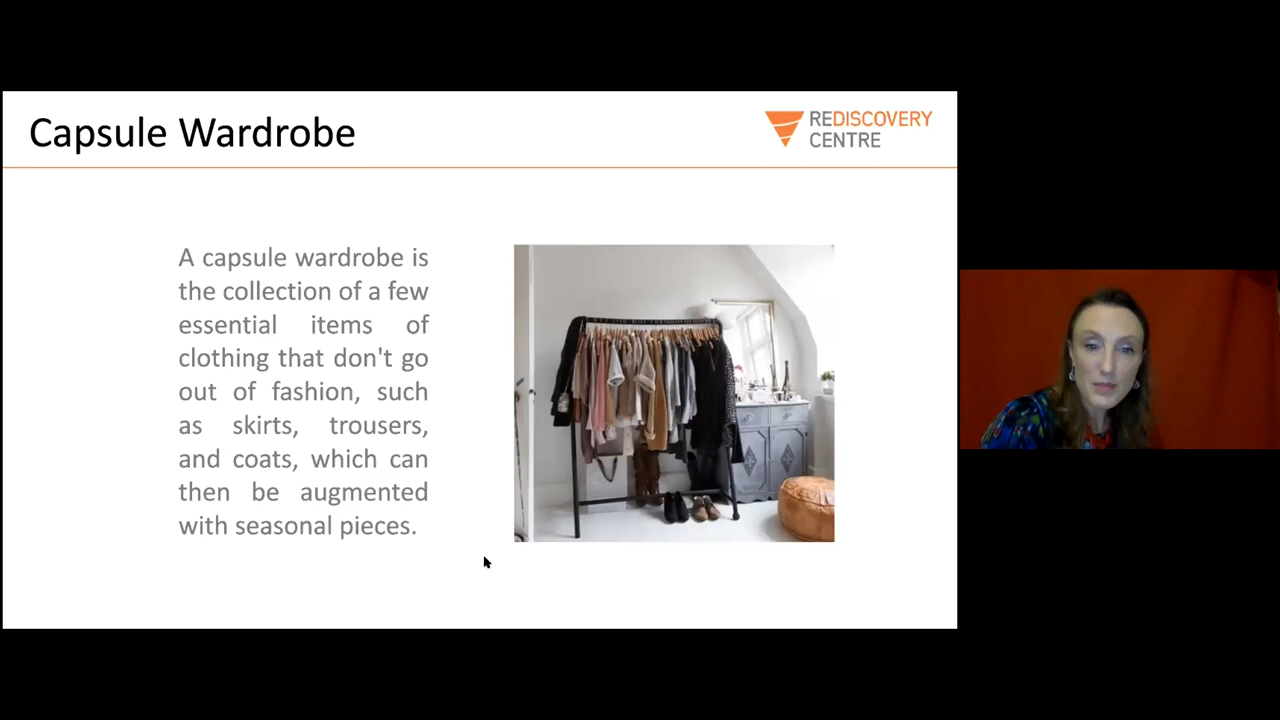 Capsule Wardrobe
REDISCOVERY
CENTRE
A capsule wardrobe is
the collection of a few
essential items of
clothing that don't go
out of fashion, such
as skirts, trousers,
and coats, which can
then be augmented
with seasonal pieces.